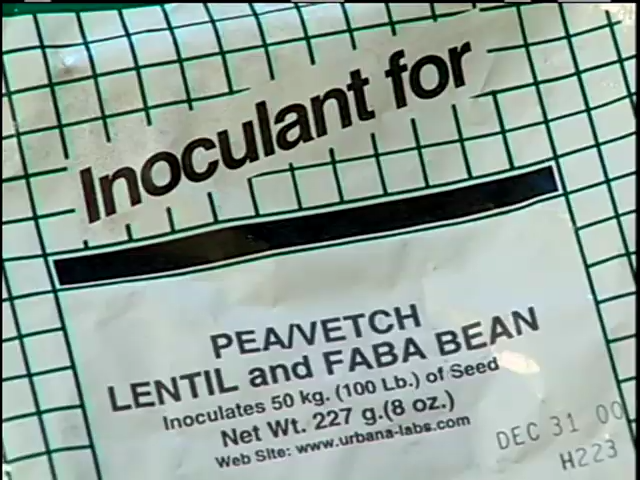 Inoculant for
PEA/VETCH
LENTIL and FABA BEAN
Inoculates 50 kg. (100 Lb.) of Seed
Net Wt. 227 g.(8 oz.)
Web Site: www.urbana-labs.com
DEC 31 00
H223